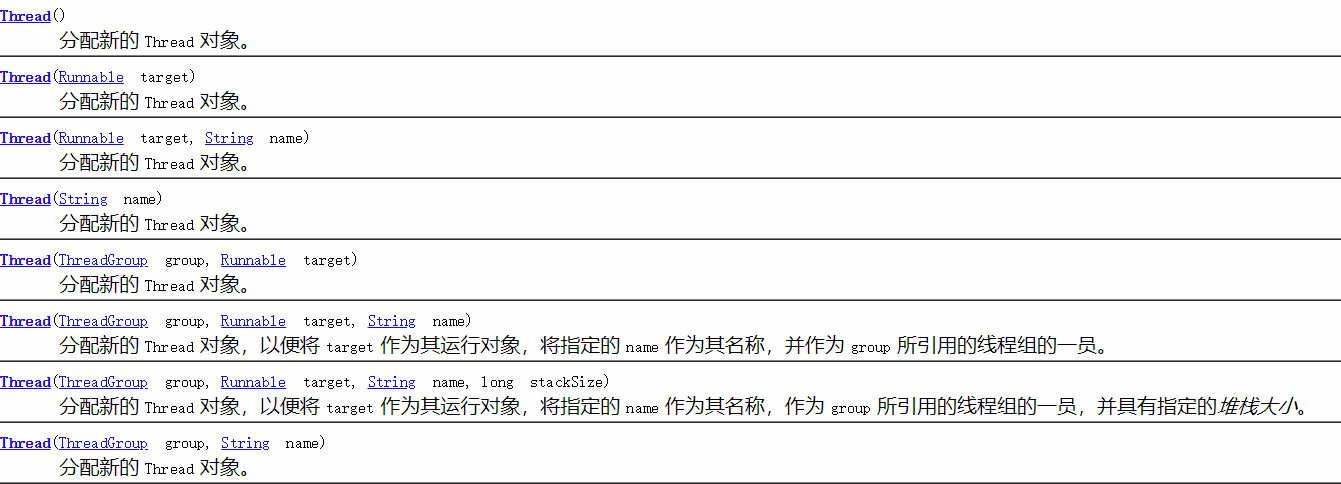 Thread()
分配新的 Thread 对象。
Thread(Runnable target)
分配新的 Thread 对象。
Thread(Runnable target, String name)
分配新的 Thread 对象。
Thread(String name)
分配新的 Thread 对象。
Thread(ThreadGroup group, Runnable target)
分配新的 Thread 对象。
Thread(ThreadGroup group, Runnable target, String name)
分配新的 Thread 对象，以便将 target 作为其运行对象，将指定的 name 作为其名称，并作为 group 所引用的线程组的一员。
Thread(ThreadGroup group, Runnable target, String name, long stackSize)
分配新的 Thread 对象，以便将 target 作为其运行对象，将指定的 name 作为其名称，作为 group 所引用的线程组的一员，并具有指定的堆栈大小。
Thread(ThreadGroup group, String name)
分配新的 Thread 对象。